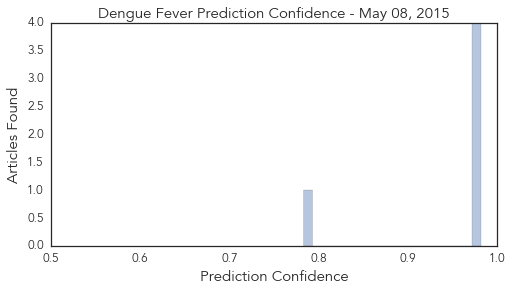 Dengue Fever Prediction Confidence - May 08, 2015
4.0
3.5
3.0
2.5
2.0
1.5
1.0
0.5
0.0
Articles Found
0.5 0.6 0.7 0.8 0.9 1.0
Prediction Confidence